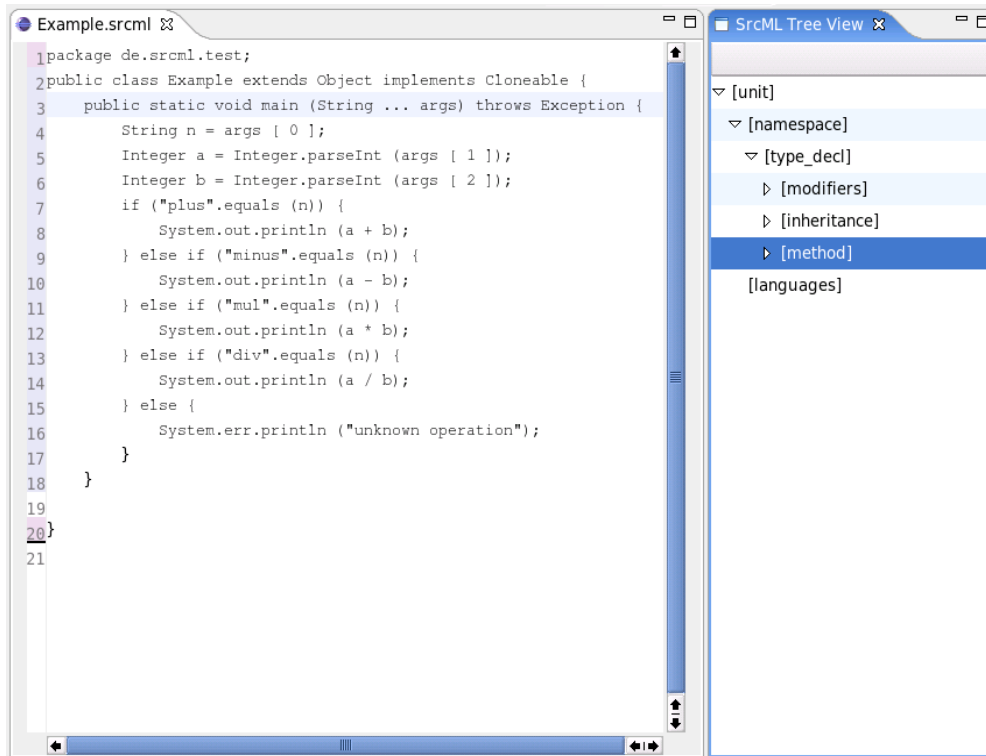 Example.srcml
1package de.srcml.test;
2public class Example extends Object implements Cloneable {
3    public static void main (String ... args) throws Exception {
4        String n = args [ 0 ];
5        Integer a = Integer.parseInt (args [ 1 ]);
6        Integer b = Integer.parseInt (args [ 2 ]);
7        if ("plus".equals (n)) {
8            System.out.println (a + b);
9        } else if ("minus".equals (n)) {
10            System.out.println (a - b);
11        } else if ("mul".equals (n)) {
12            System.out.println (a * b);
13        } else if ("div".equals (n)) {
14            System.out.println (a / b);
15        } else {
16            System.err.println ("unknown operation");
17        }
18    }
19
20}
21
SrcML Tree View
[unit]
[namespace]
[type_decl]
[modifiers]
[inheritance]
[method]
[languages]